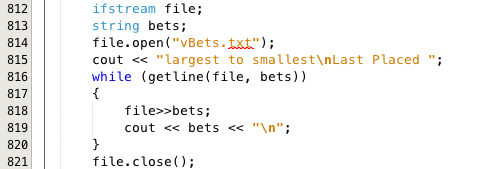 812 ifstream file;
813 string bets;
814 file.open("vBets.txt");
815 cout << "largest to smallest\nLast Placed ";
816 while (getline(file, bets))
817 {
818 file>>bets;
819 cout << bets << "\n";
820 }
821 file.close();